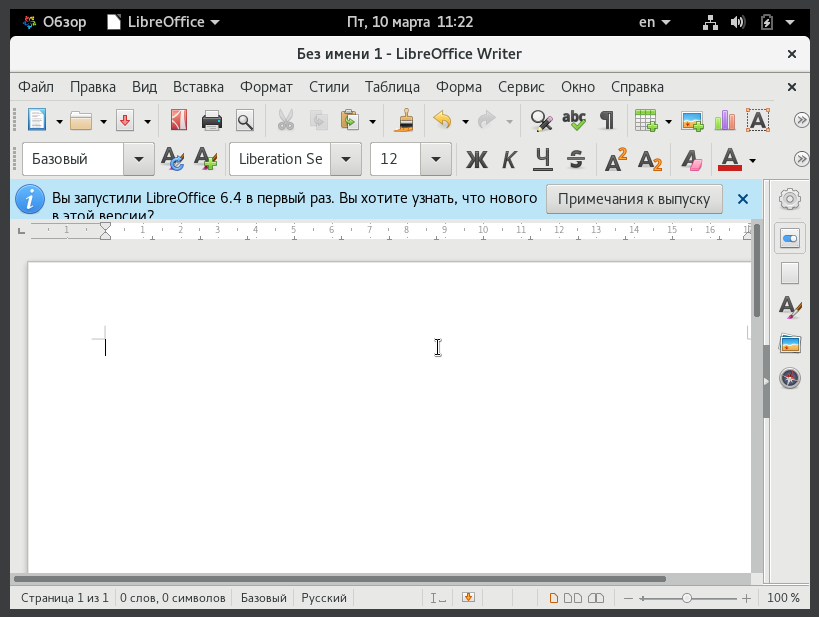 Обзор LibreOffice Пт, 10 марта 11:22 en
Без имени 1 - LibreOffice Writer
Файл Правка Вид Вставка Формат Стили Таблица Форма Сервис Окно Справка
Базовый Liberation Se 12 Ж К Ч S A2 A2 A A
Вы запустили LibreOffice 6.4 в первый раз. Вы хотите узнать, что нового
в этой версии?
Примечания к выпуску
1 1 2 3 4 5 6 7 8 9 10 11 12 13 14 15 16
Страница 1 из 1 0 слов, 0 символов Базовый Русский 100 %